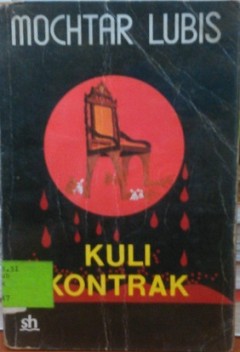 MOCHTAR LUBIS
KULI
KONTRAK
sh